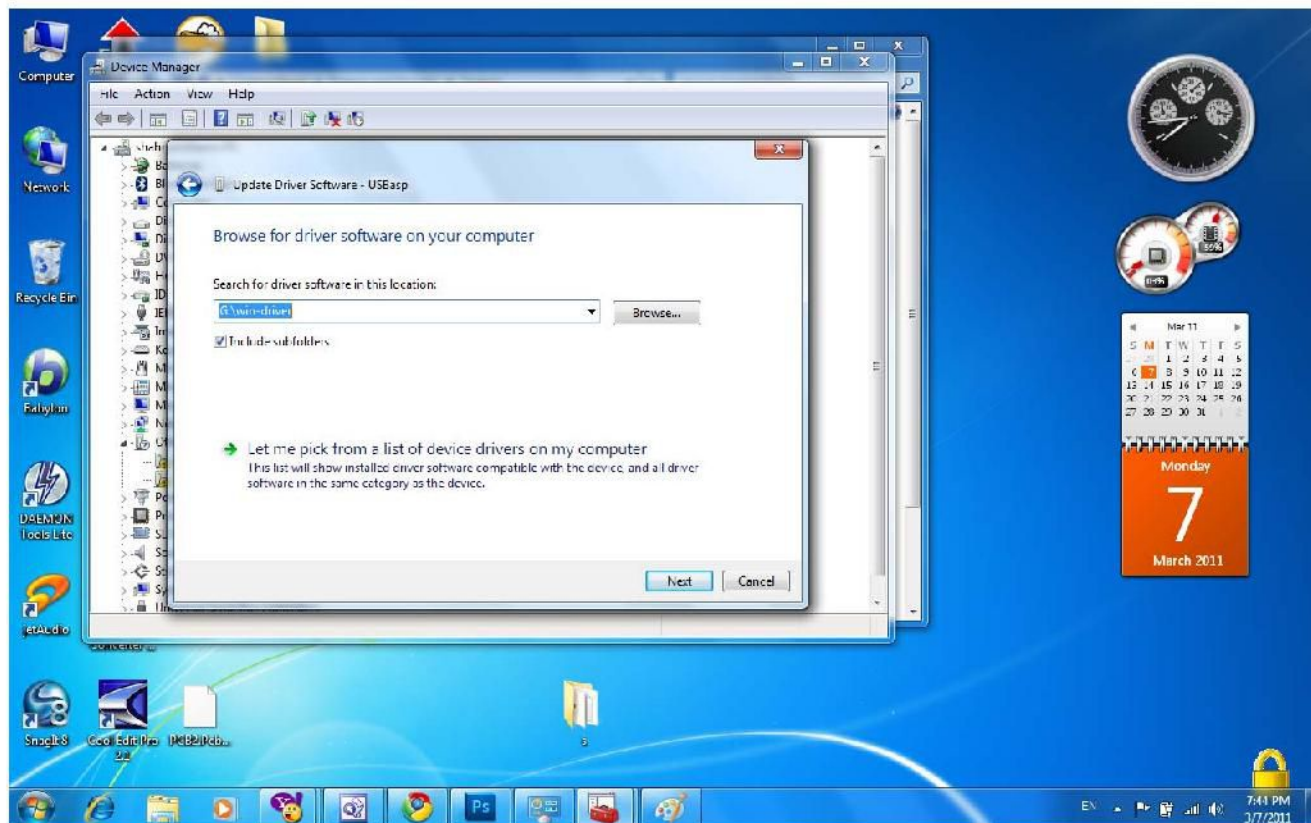 Computer
Network
Recycle Bin
Babylon
DAEMON
Tools Lite
jetAudio
SnagIt 8
Cool Edit Pro
Device Manager
File Action View Help
Update Driver Software - USBasp
Browse for driver software on your computer
Search for driver software in this location:
G:\win-driver
Browse...
Include subfolders
Let me pick from a list of device drivers on my computer
This list will show installed driver software compatible with the device, and all driver
software in the same category as the device.
Next Cancel
Mar 11
S M T W T F S
1 2 3 4 5
6 7 8 9 10 11 12
13 14 15 16 17 18 19
20 21 22 23 24 25 26
27 28 29 30 31
Monday
7
March 2011
Ps
EN
7:44 PM
3/7/2011